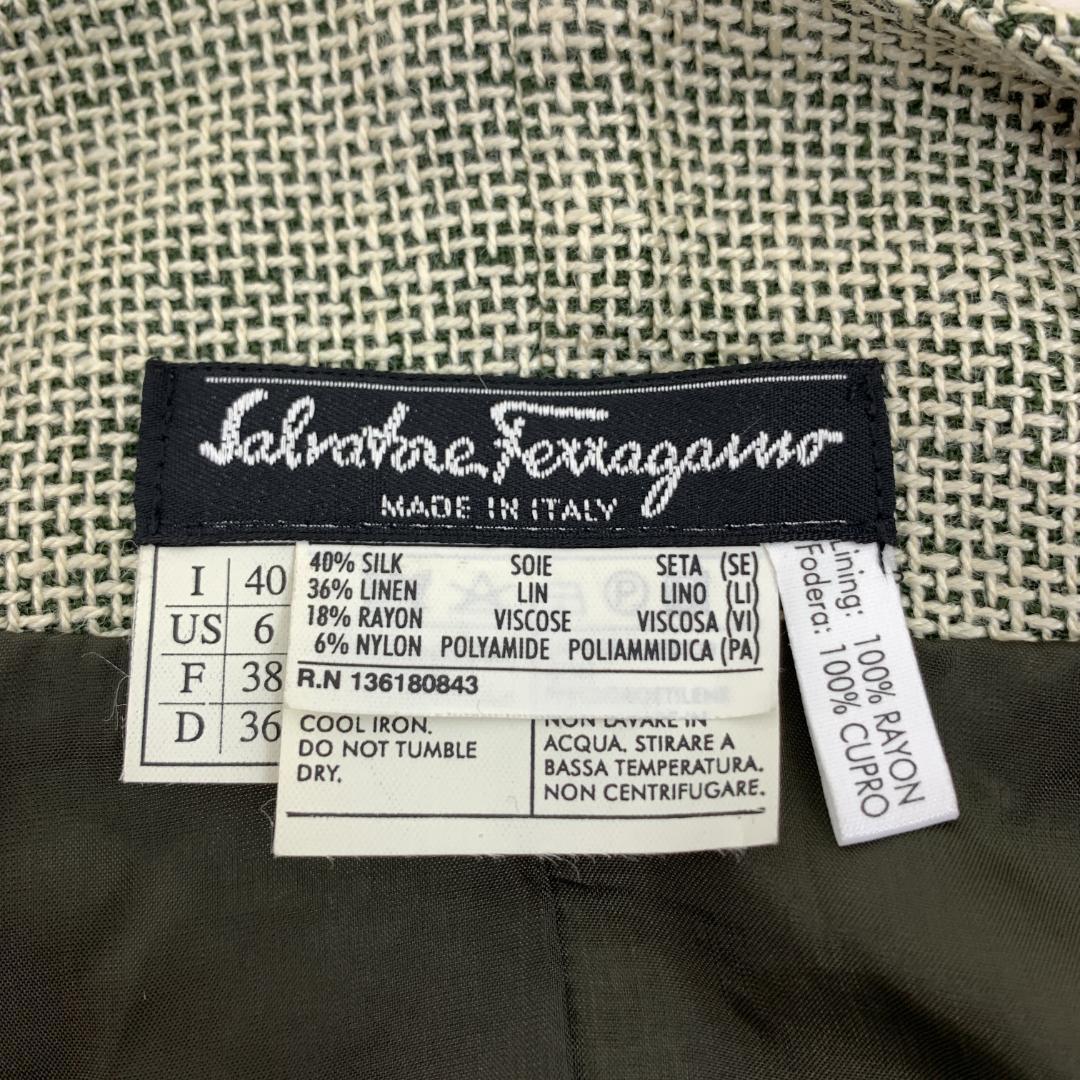 Salvatore Ferragamo
MADE IN ITALY
I 40
US 6
F 38
D 36
40% SILK SOIE SETA (SE)
36% LINEN LIN LINO (LI)
18% RAYON VISCOSE VISCOSA (VI)
6% NYLON POLYAMIDE POLIAMMIDICA (PA)
R.N 136180843
COOL IRON.
DO NOT TUMBLE
DRY.
NON LAVARE IN
ACQUA. STIRARE A
BASSA TEMPERATURA.
NON CENTRIFUGARE.
Lining: 100% RAYON
Fodera: 100% CUPRO